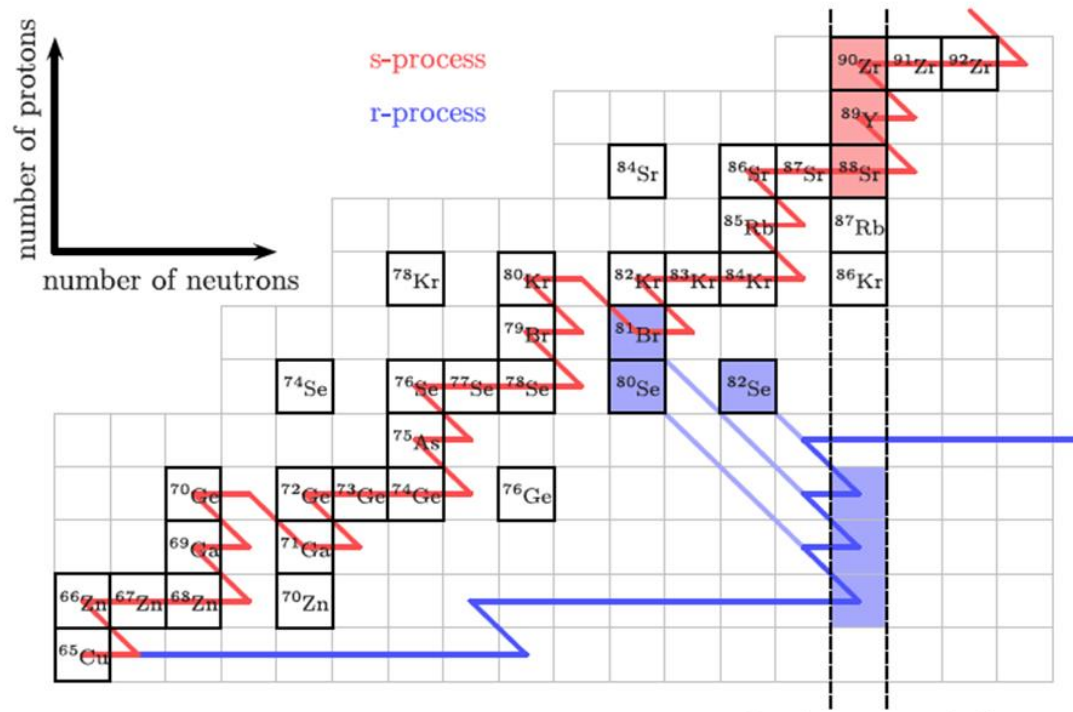 number of protons
number of neutrons
s-process
r-process
⁹⁰Zr ⁹¹Zr ⁹²Zr
⁸⁹Y
⁸⁴Sr ⁸⁶Sr ⁸⁷Sr ⁸⁸Sr
⁸⁵Rb ⁸⁷Rb
⁷⁸Kr ⁸⁰Kr ⁸²Kr ⁸³Kr ⁸⁴Kr ⁸⁶Kr
⁷⁹Br ⁸¹Br
⁷⁴Se ⁷⁶Se ⁷⁷Se ⁷⁸Se ⁸⁰Se ⁸²Se
⁷⁵As
⁷⁰Ge ⁷²Ge ⁷³Ge ⁷⁴Ge ⁷⁶Ge
⁶⁹Ga ⁷¹Ga
⁶⁶Zn ⁶⁷Zn ⁶⁸Zn ⁷⁰Zn
⁶⁵Cu